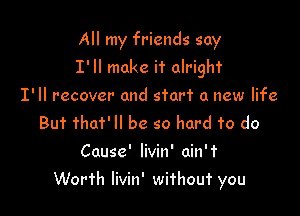 All my friends say
I'll make it alright
I'll recover and start a new life
But that'll be so hard to do
Cause' livin' ain't
Worth livin' without you